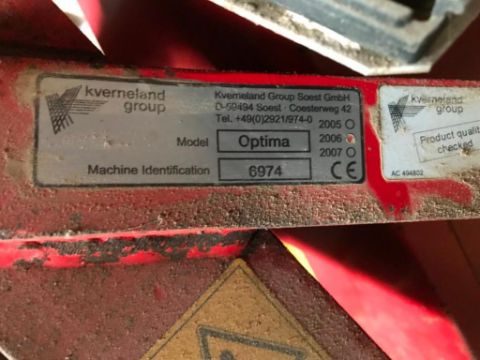 kverneland
group
Kverneland Group Soest GmbH
D-59494 Soest · Coesterweg 42
Tel. +49(0)2921/974-0
2005
Model Optima 2006
2007
Machine Identification 6974 CE
kverneland
group
Product quality
checked
AC 494802